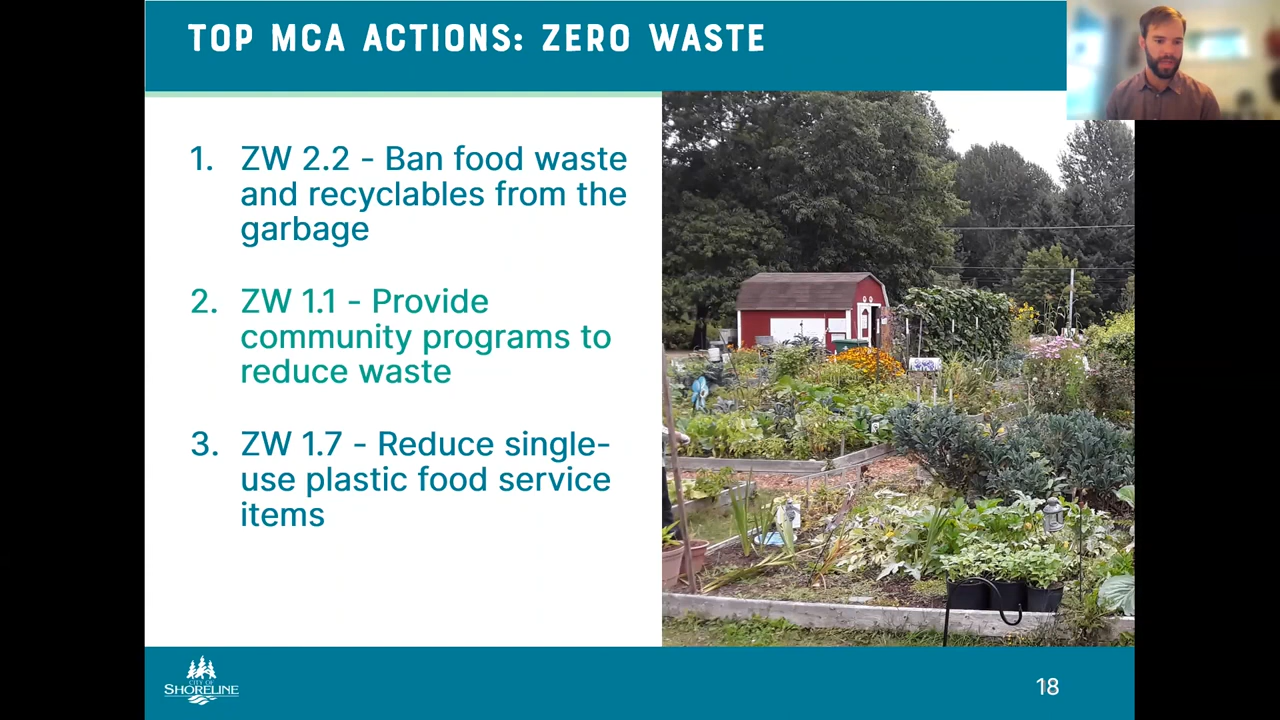 TOP MCA ACTIONS: ZERO WASTE
1. ZW 2.2 - Ban food waste
and recyclables from the
garbage
2. ZW 1.1 - Provide
community programs to
reduce waste
3. ZW 1.7 - Reduce single-
use plastic food service
items
CITY OF
SHORELINE
18